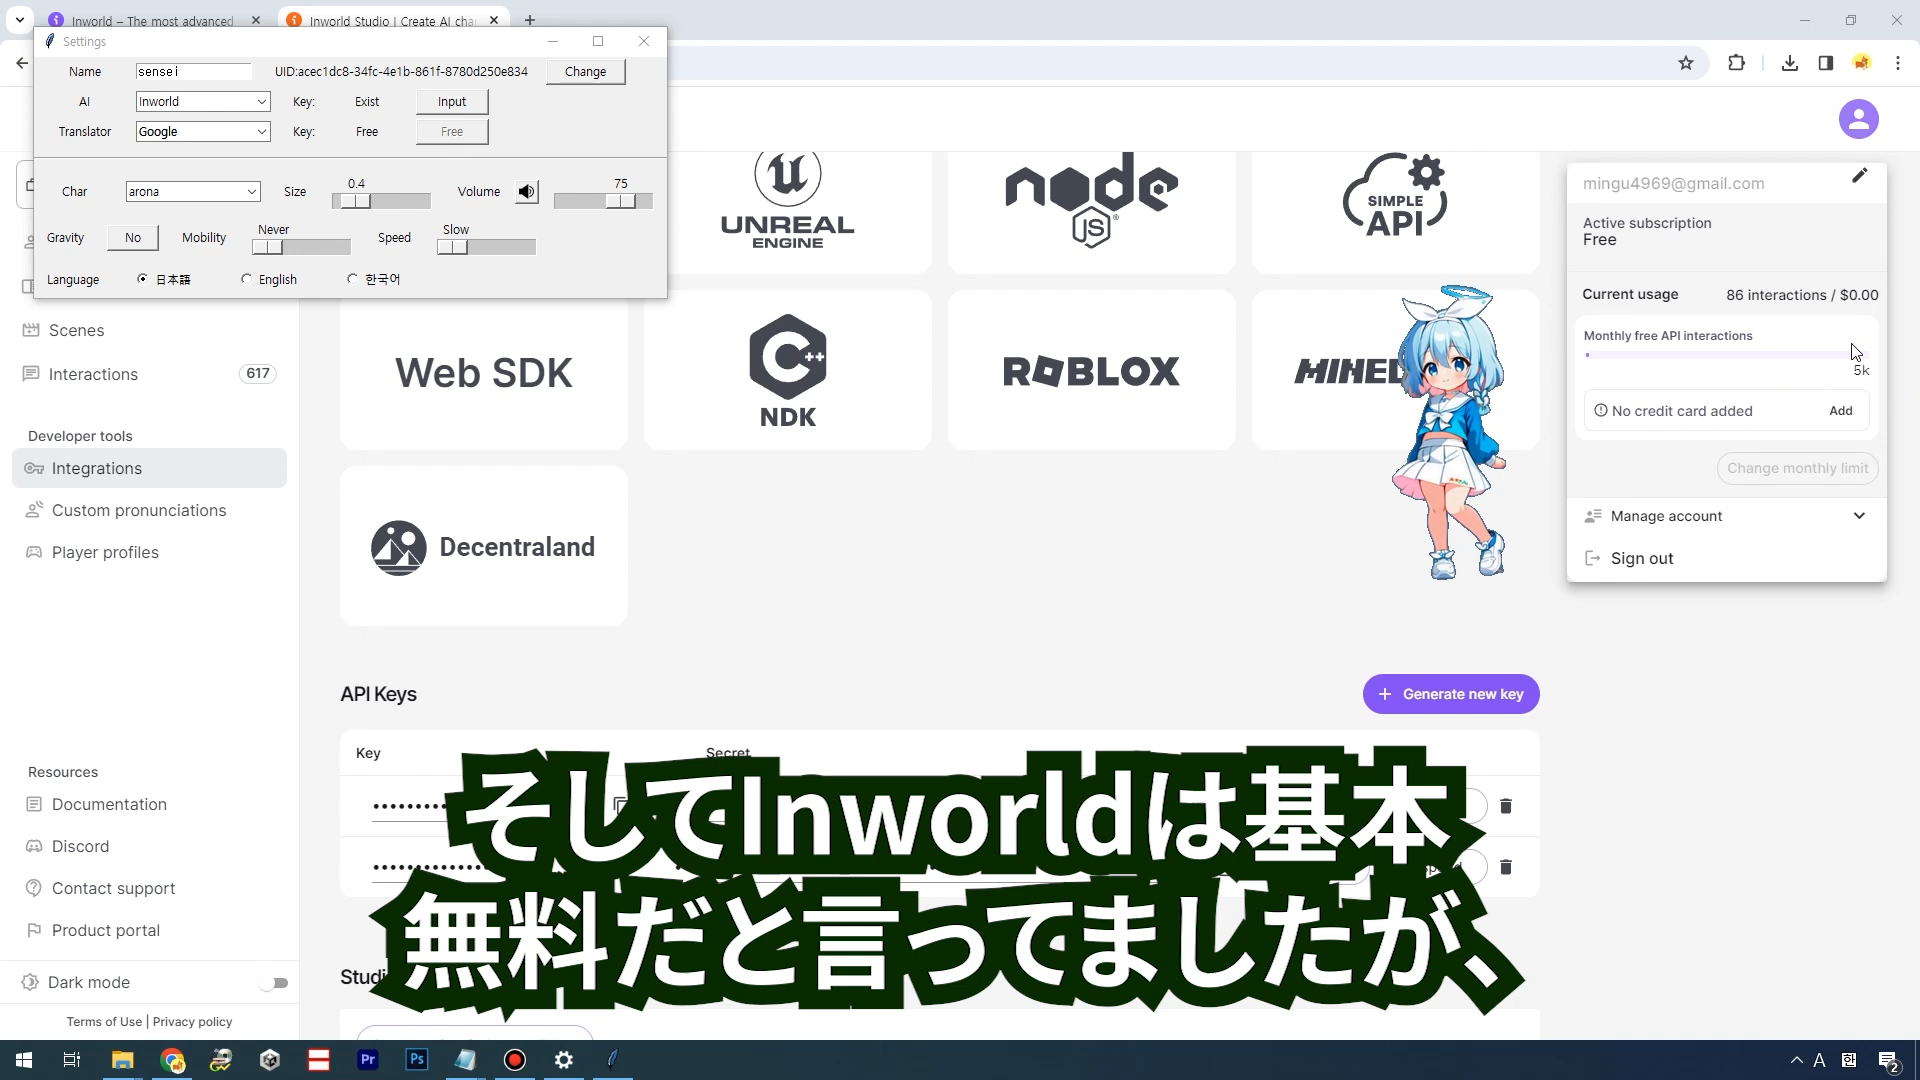 Inworld – The most advanced
Inworld Studio | Create AI cha
Settings
Name
sensei
UID:acec1dc8-34fc-4e1b-861f-8780d250e834
Change
AI
Inworld
Key:
Exist
Input
Translator
Google
Key:
Free
Free
Char
arona
Size
0.4
Volume
75
Gravity
No
Mobility
Never
Speed
Slow
Language
日本語
English
한국어
Scenes
Interactions
617
Developer tools
Integrations
Custom pronunciations
Player profiles
Resources
Documentation
Discord
Contact support
Product portal
Dark mode
Terms of Use | Privacy policy
UNREAL
ENGINE
node
JS
SIMPLE
API
Web SDK
C++
NDK
ROBLOX
Decentraland
mingu4969@gmail.com
Active subscription
Free
Current usage
86 interactions / $0.00
Monthly free API interactions
5k
No credit card added
Add
Change monthly limit
Manage account
Sign out
API Keys
Generate new key
Key
Secret
そしてInworldは基本
無料だと言ってましたが、
Pr
Ps
A
2